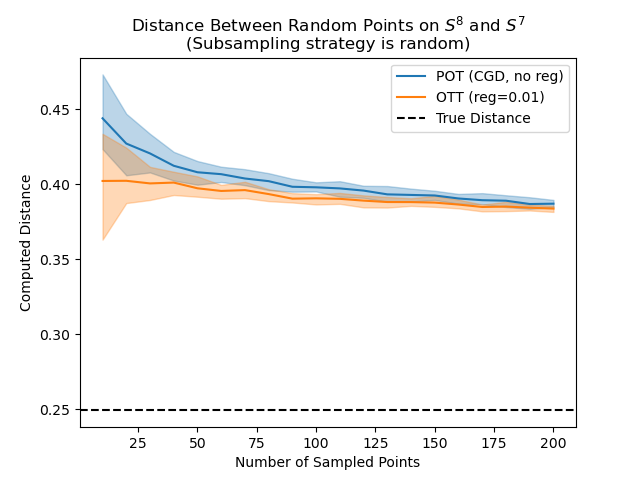 Distance Between Random Points on $S^8$ and $S^7$
(Subsampling strategy is random)
POT (CGD, no reg)
OTT (reg=0.01)
True Distance
Computed Distance
0.45
0.40
0.35
0.30
0.25
25 50 75 100 125 150 175 200
Number of Sampled Points